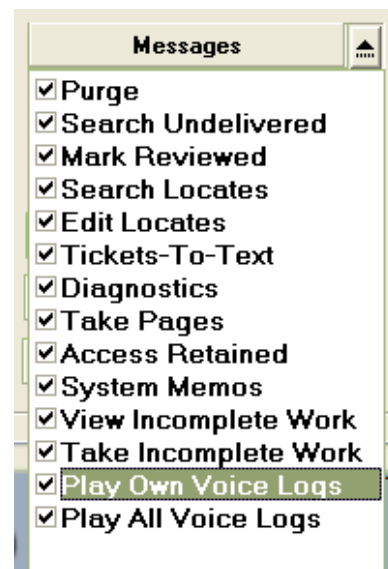 Messages
Purge
Search Undelivered
Mark Reviewed
Search Locates
Edit Locates
Tickets-To-Text
Diagnostics
Take Pages
Access Retained
System Memos
View Incomplete Work
Take Incomplete Work
Play Own Voice Logs
Play All Voice Logs